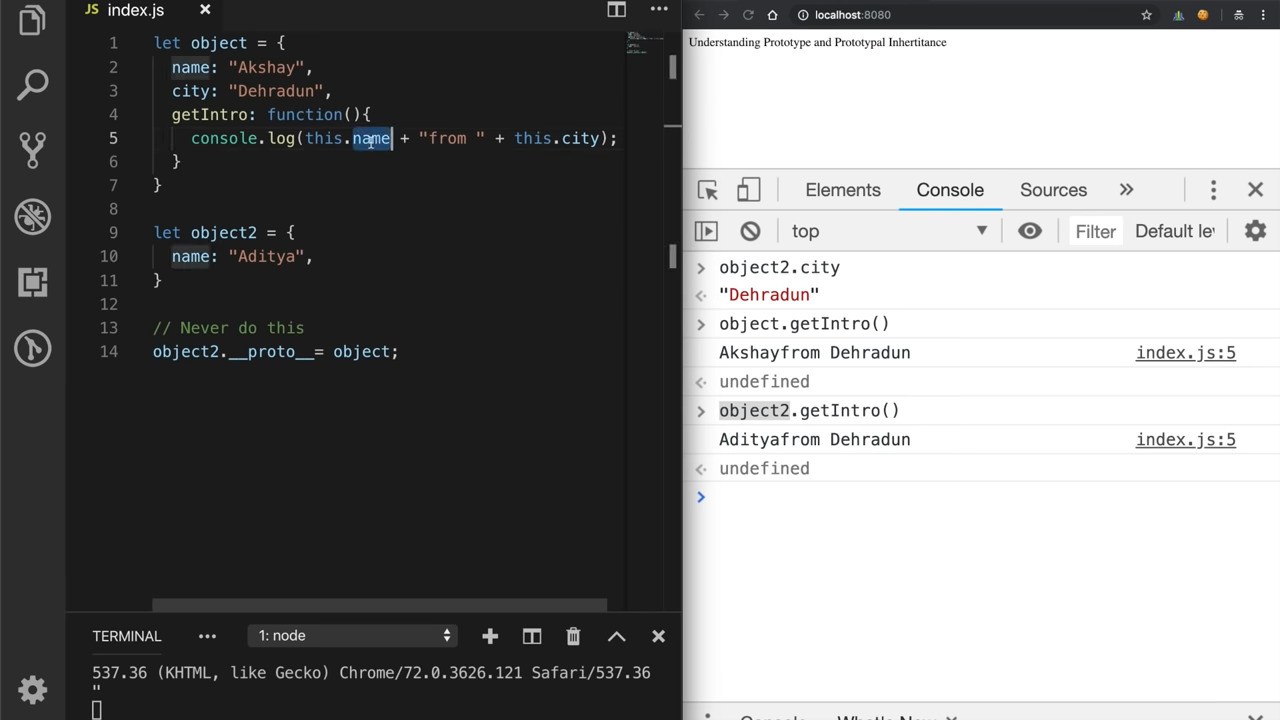 JS index.js ×
1 let object = {
2 name: "Akshay",
3 city: "Dehradun",
4 getIntro: function(){
5 console.log(this.name + "from " + this.city);
6 }
7 }
8
9 let object2 = {
10 name: "Aditya",
11 }
12
13 // Never do this
14 object2.__proto__= object;
TERMINAL ··· 1: node
537.36 (KHTML, like Gecko) Chrome/72.0.3626.121 Safari/537.36
"
localhost:8080
Understanding Prototype and Prototypal Inhertitance
Elements Console Sources »
top Filter Default le
> object2.city
"Dehradun"
> object.getIntro()
Akshayfrom Dehradun index.js:5
undefined
> object2.getIntro()
Adityafrom Dehradun index.js:5
undefined
>
Console What's New ×